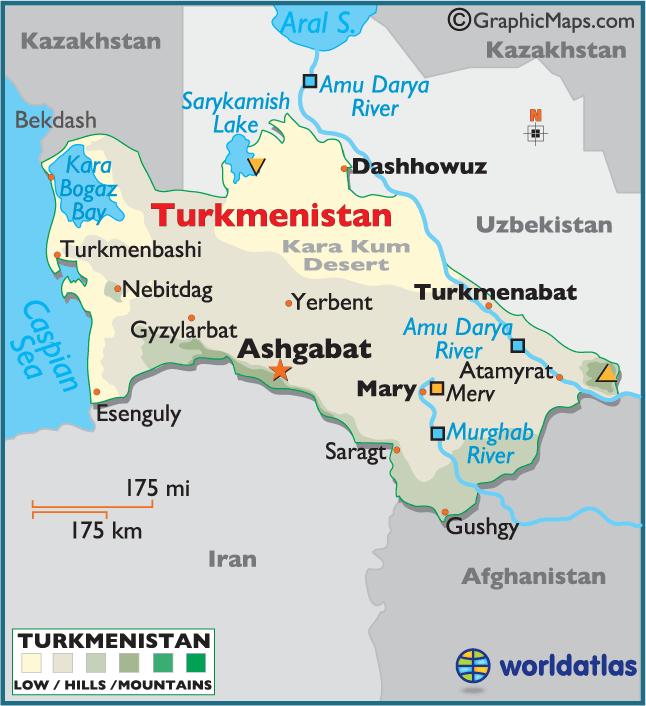 Aral S.
©GraphicMaps.com
Kazakhstan
Kazakhstan
Amu Darya
River
Sarykamish
Lake
N
Bekdash
Kara
Bogaz
Bay
Dashhowuz
Turkmenistan
Uzbekistan
Kara Kum
Desert
Turkmenbashi
Nebitdag
Yerbent
Turkmenabat
Caspian
Sea
Gyzylarbat
Amu Darya
River
Ashgabat
Atamyrat
Mary
Merv
Esenguly
Murghab
River
Saragt
175 mi
175 km
Gushgy
Iran
Afghanistan
TURKMENISTAN
LOW / HILLS /MOUNTAINS
worldatlas